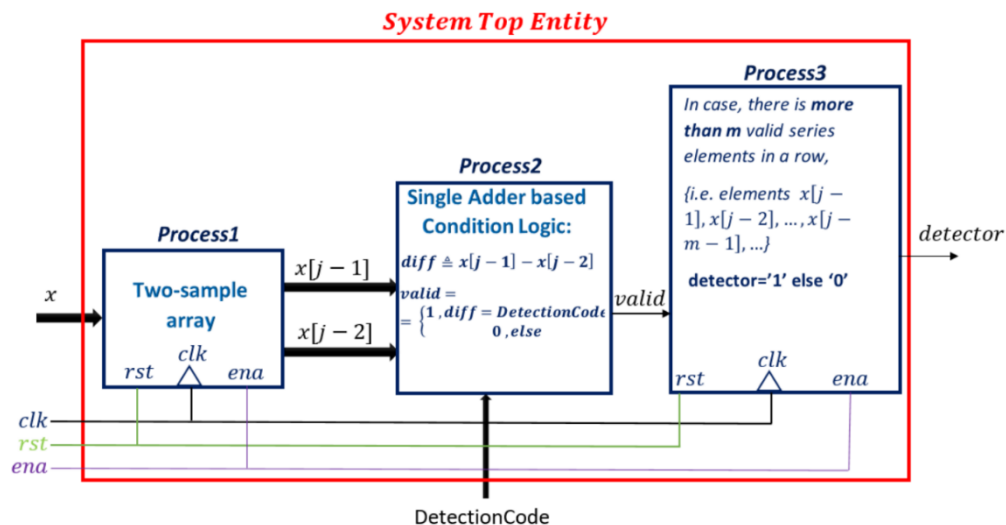 System Top Entity
Process1
x
Two-sample
array
rst
clk
ena
x[j − 1]
x[j − 2]
Process2
Single Adder based
Condition Logic:
diff ≜ x[j − 1] − x[j − 2]
valid =
= {1 , diff = DetectionCode
0 , else
valid
DetectionCode
Process3
In case, there is more
than m valid series
elements in a row,
{i.e. elements x[j −
1], x[j − 2], … , x[j −
m − 1], …}
detector=’1’ else ‘0’
rst
clk
ena
detector
clk
rst
ena